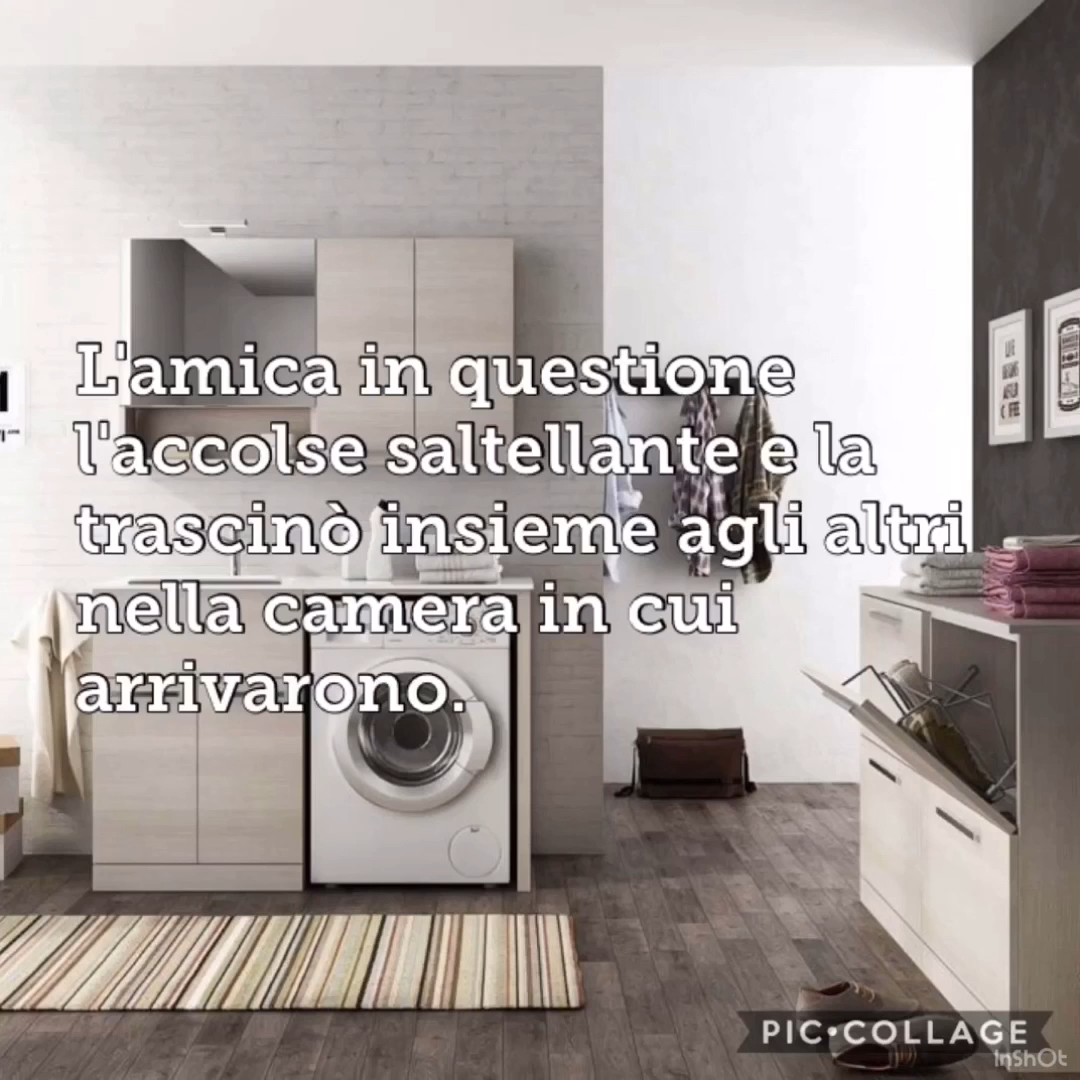 L'amica in questione
l'accolse saltellante e la
trascinò insieme agli altri
nella camera in cui
arrivarono.
PIC•COLLAGE
InShOt